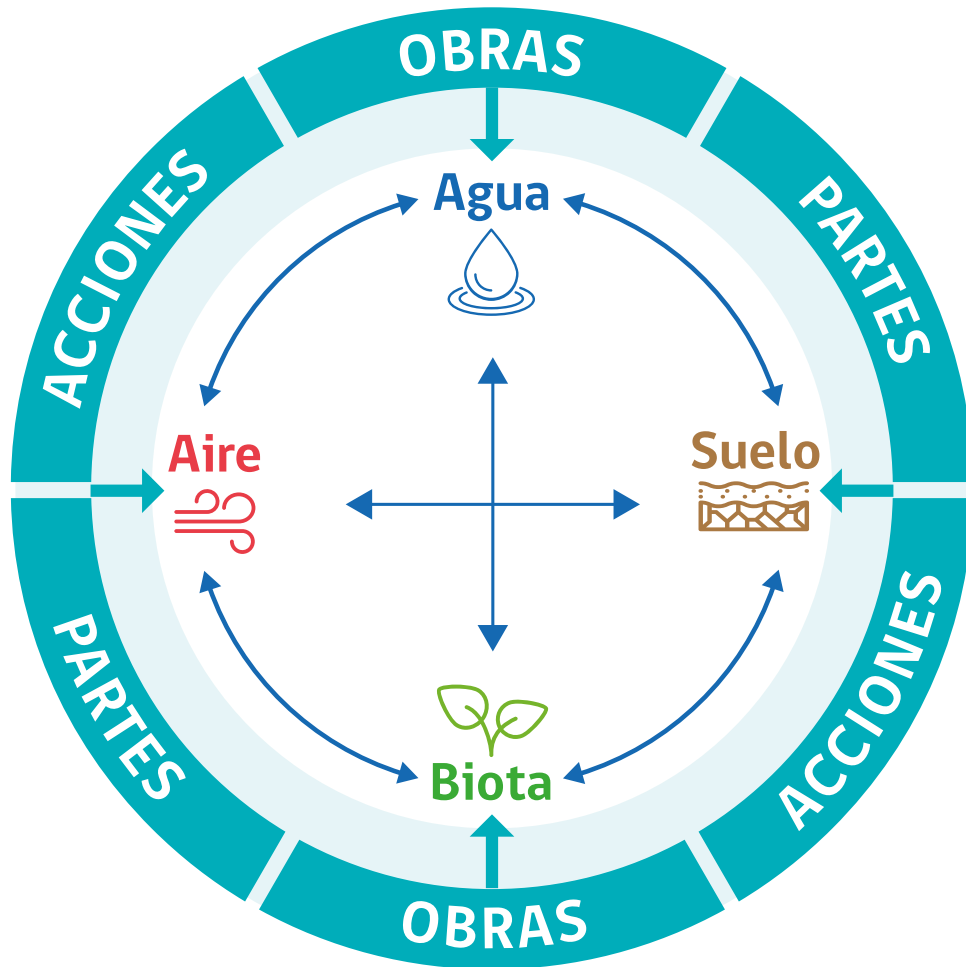 OBRAS
ACCIONES
PARTES
Agua
Aire
Suelo
Biota
PARTES
ACCIONES
OBRAS